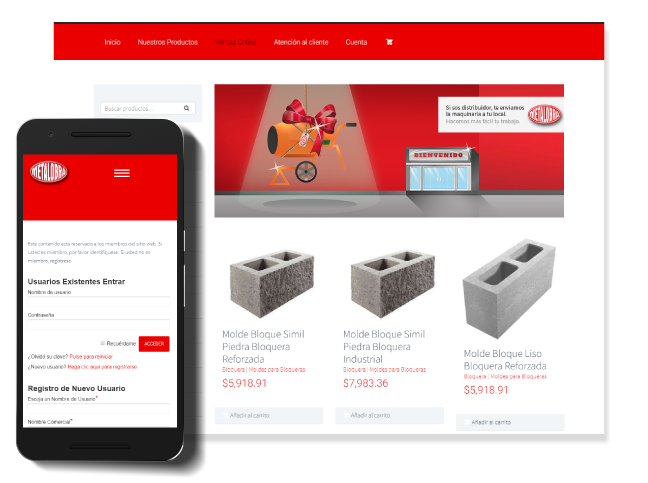 Inicio Nuestros Productos Ventas Online Atención al cliente Cuenta
Buscar productos...
Si sos distribuidor, te enviamos
la maquinaria a tu local.
Hacemos más fácil tu trabajo.
METALOBRA
BIENVENIDO
Molde Bloque Simil
Piedra Bloquera
Reforzada
Bloquera | Moldes para Bloqueras
$5,918.91
Añadir al carrito
Molde Bloque Simil
Piedra Bloquera
Industrial
Bloquera | Moldes para Bloqueras
$7,983.36
Añadir al carrito
Molde Bloque Liso
Bloquera Reforzada
Bloquera | Moldes para Bloqueras
$5,918.91
Añadir al carrito
METALOBRA
Este contenido está reservado a los miembros del sitio web. Si
usted es miembro, por favor identifíquese. Si usted no es
miembro, regístrese.
Usuarios Existentes Entrar
Nombre de usuario
Contraseña
Recuérdame ACCEDER
¿Olvidó su clave? Pulse para reiniciar
¿Nuevo usuario? Haga clic aquí para registrarse
Registro de Nuevo Usuario
Escoja un Nombre de Usuario*
Nombre Comercial*